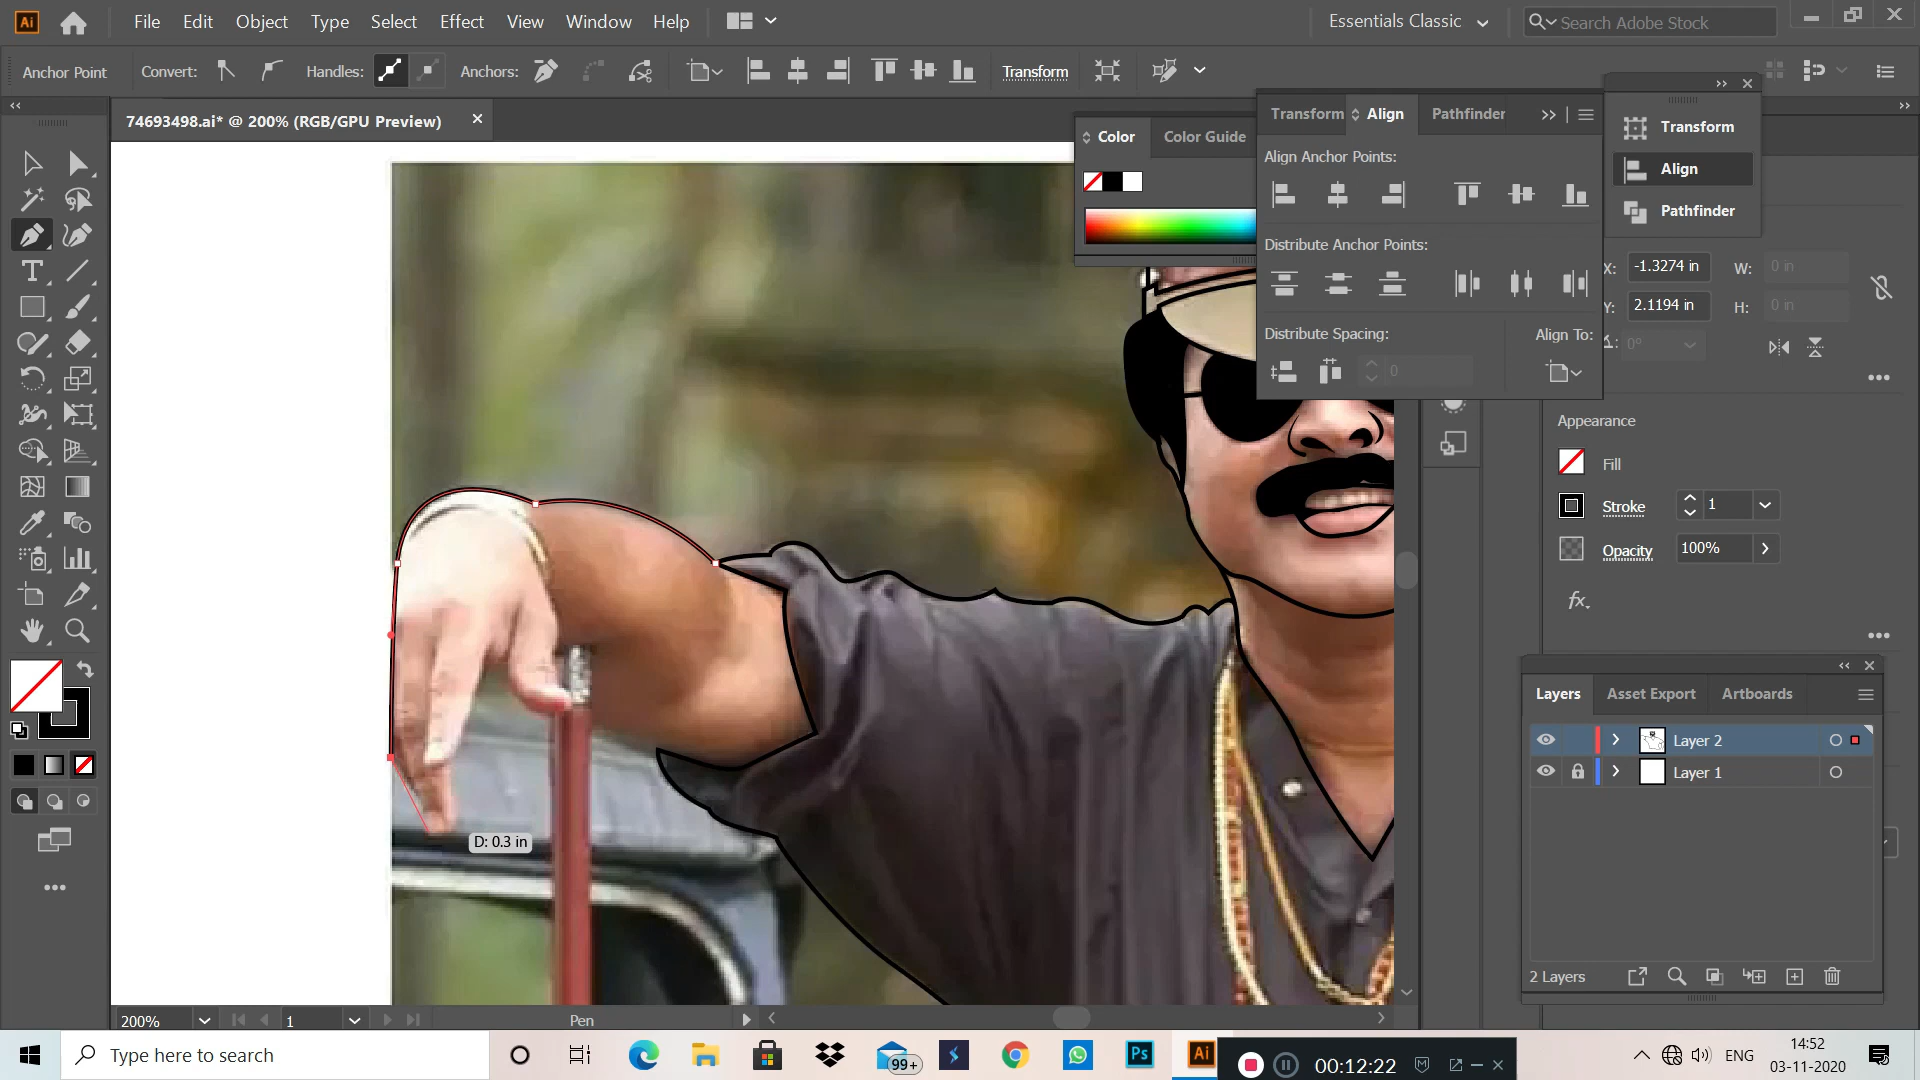 Ai File Edit Object Type Select Effect View Window Help Essentials Classic Search Adobe Stock
Anchor Point Convert: Handles: Anchors: Transform
74693498.ai* @ 200% (RGB/GPU Preview)
Color Color Guide
Transform Align Pathfinder
Align Anchor Points:
Distribute Anchor Points:
Distribute Spacing: Align To:
0
Transform
Align
Pathfinder
X: -1.3274 in W: 0 in
Y: 2.1194 in H: 0 in
0°
Appearance
Fill
Stroke 1
Opacity 100%
fx.
Layers Asset Export Artboards
Layer 2
Layer 1
2 Layers
D: 0.3 in
200% 1 Pen
Type here to search 99+ Ps Ai 00:12:22 ENG 14:52
03-11-2020